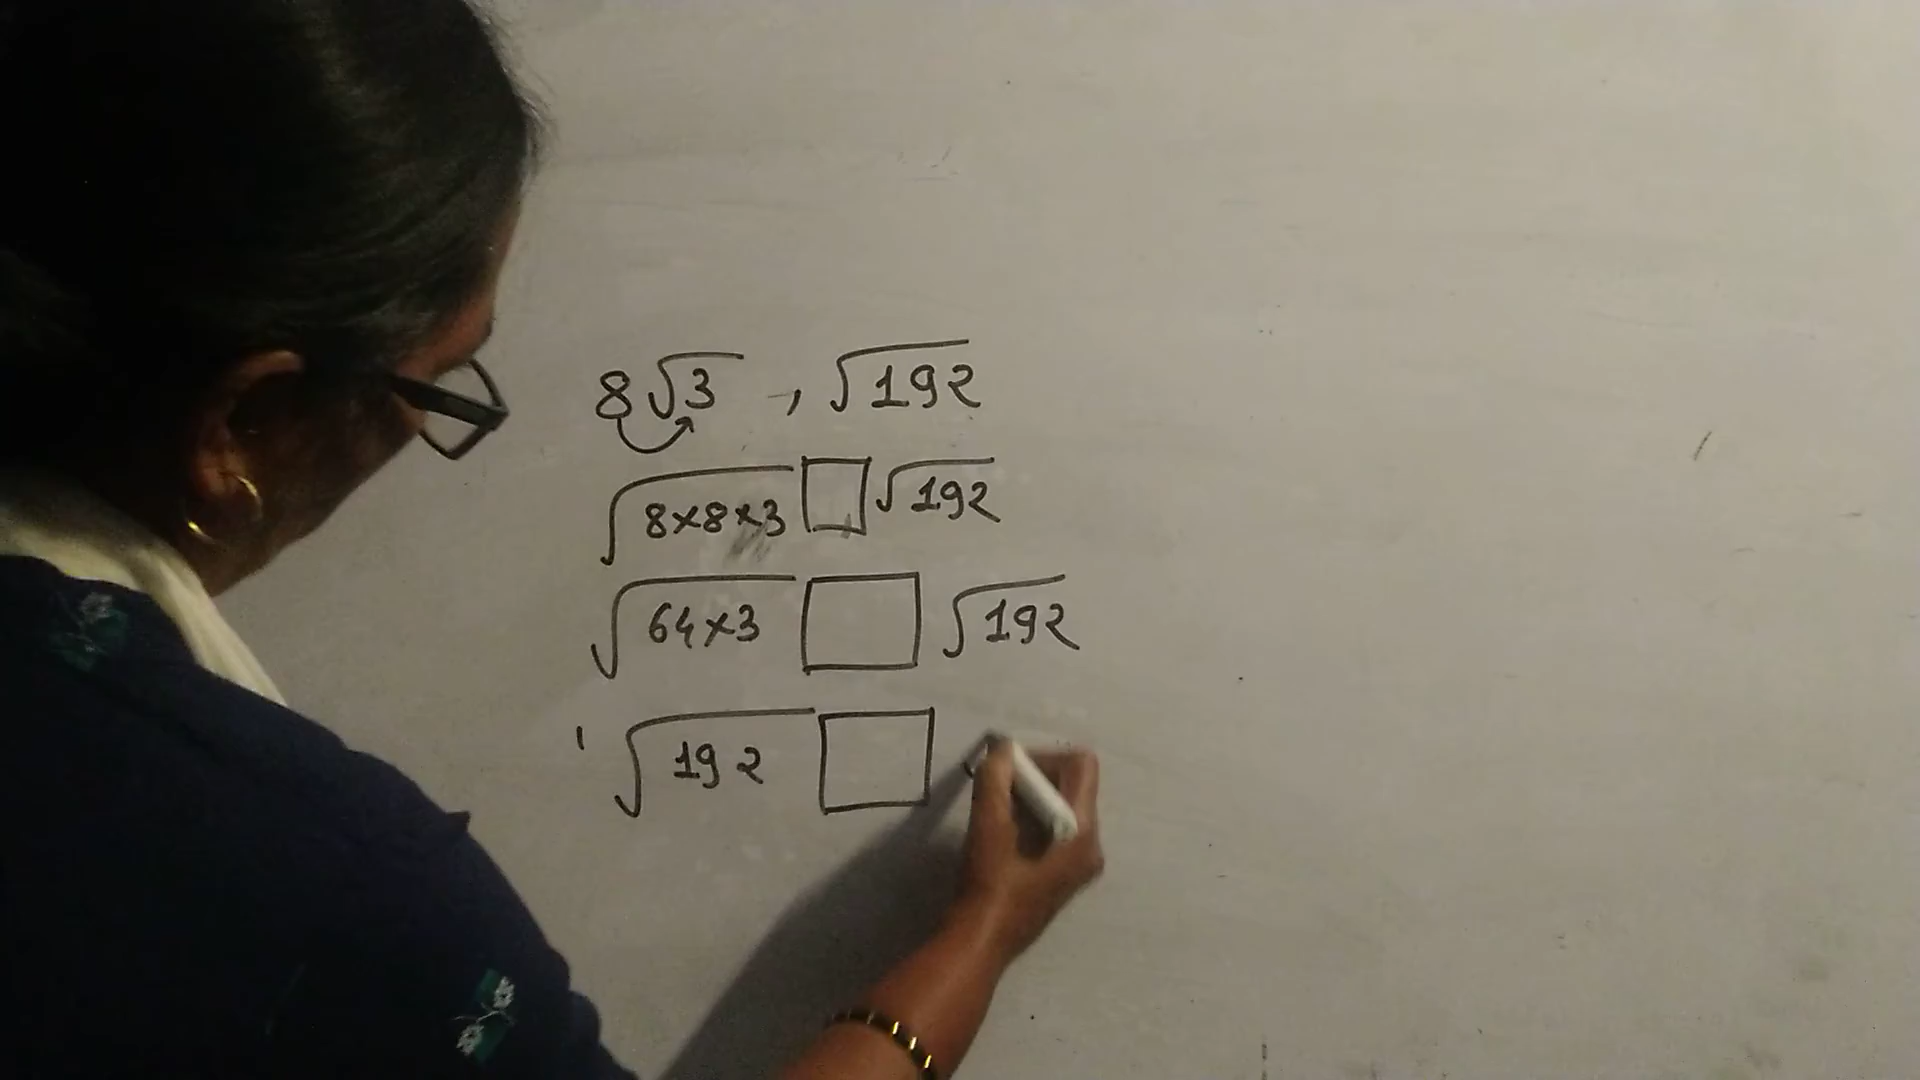 8√3 , √192
√8×8×3 □ √192
√64×3 □ √192
√192 □